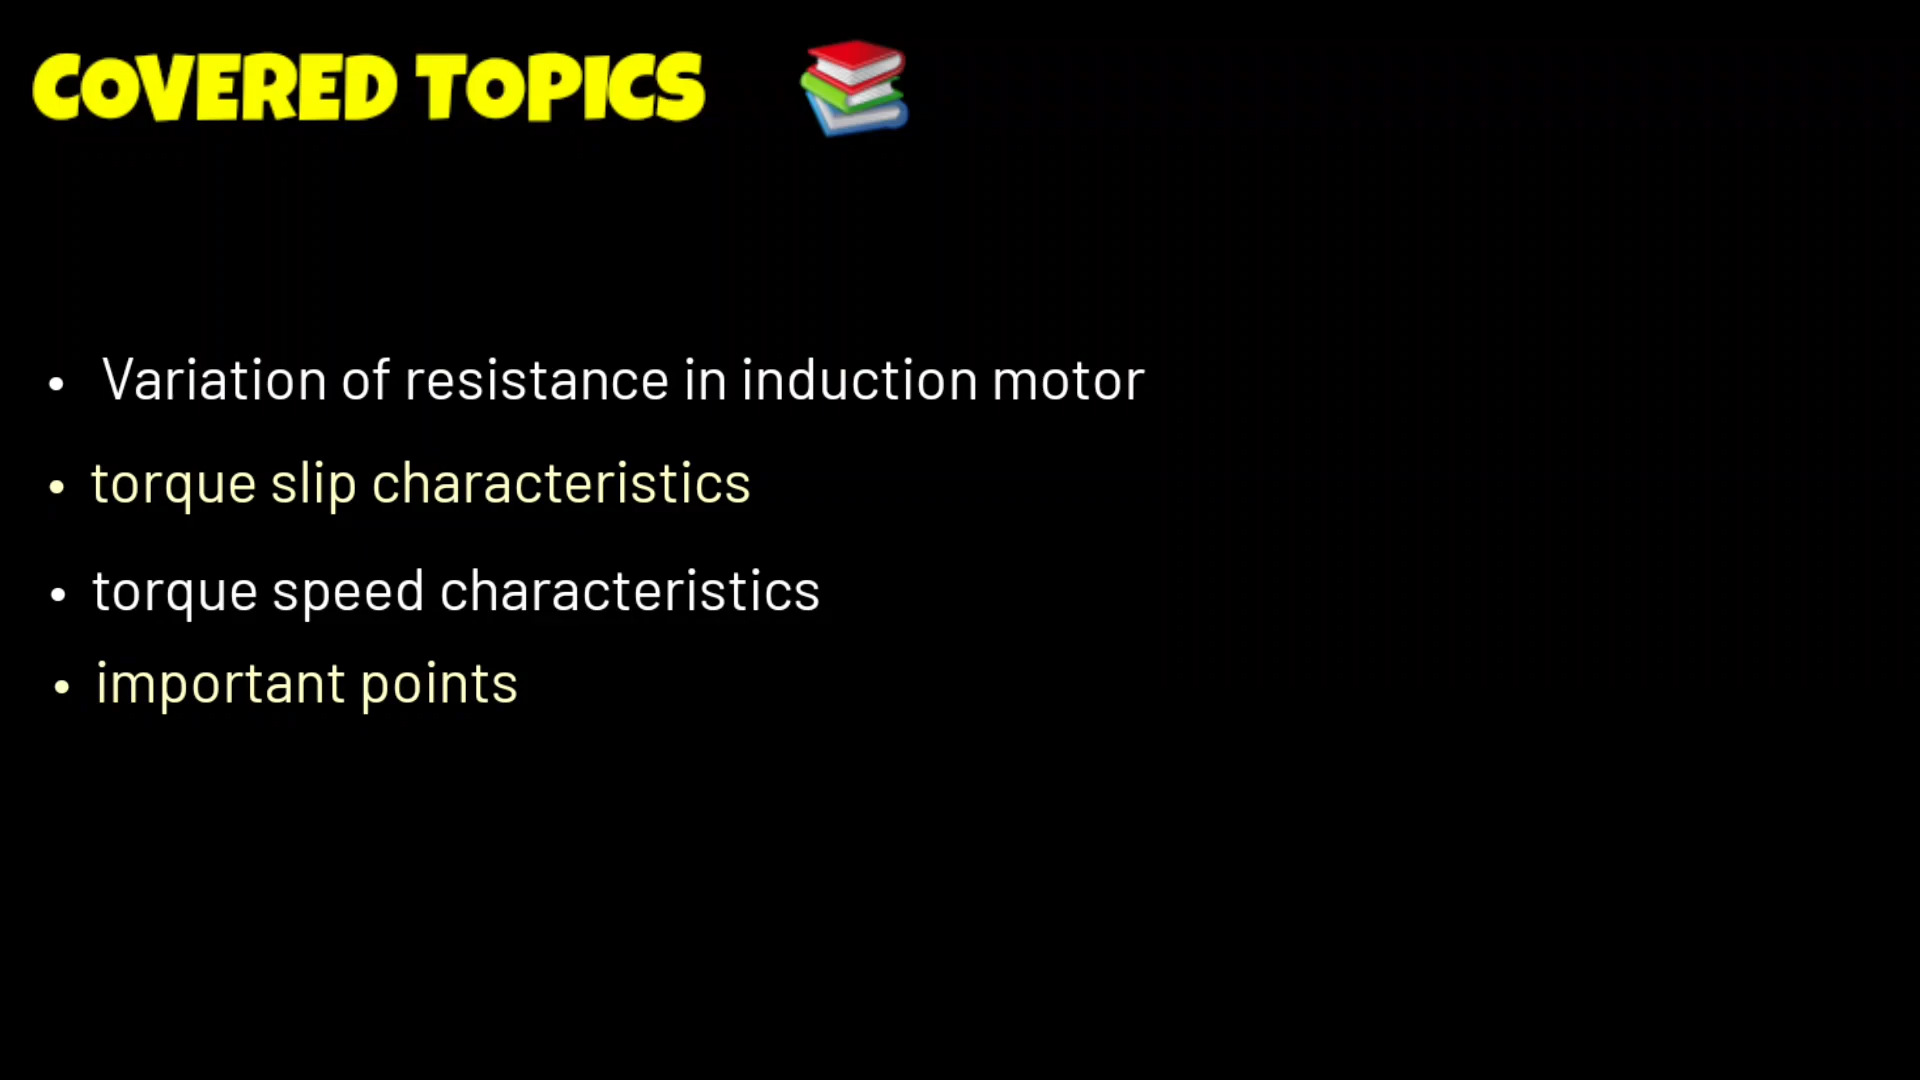 COVERED TOPICS
• Variation of resistance in induction motor
• torque slip characteristics
• torque speed characteristics
• important points